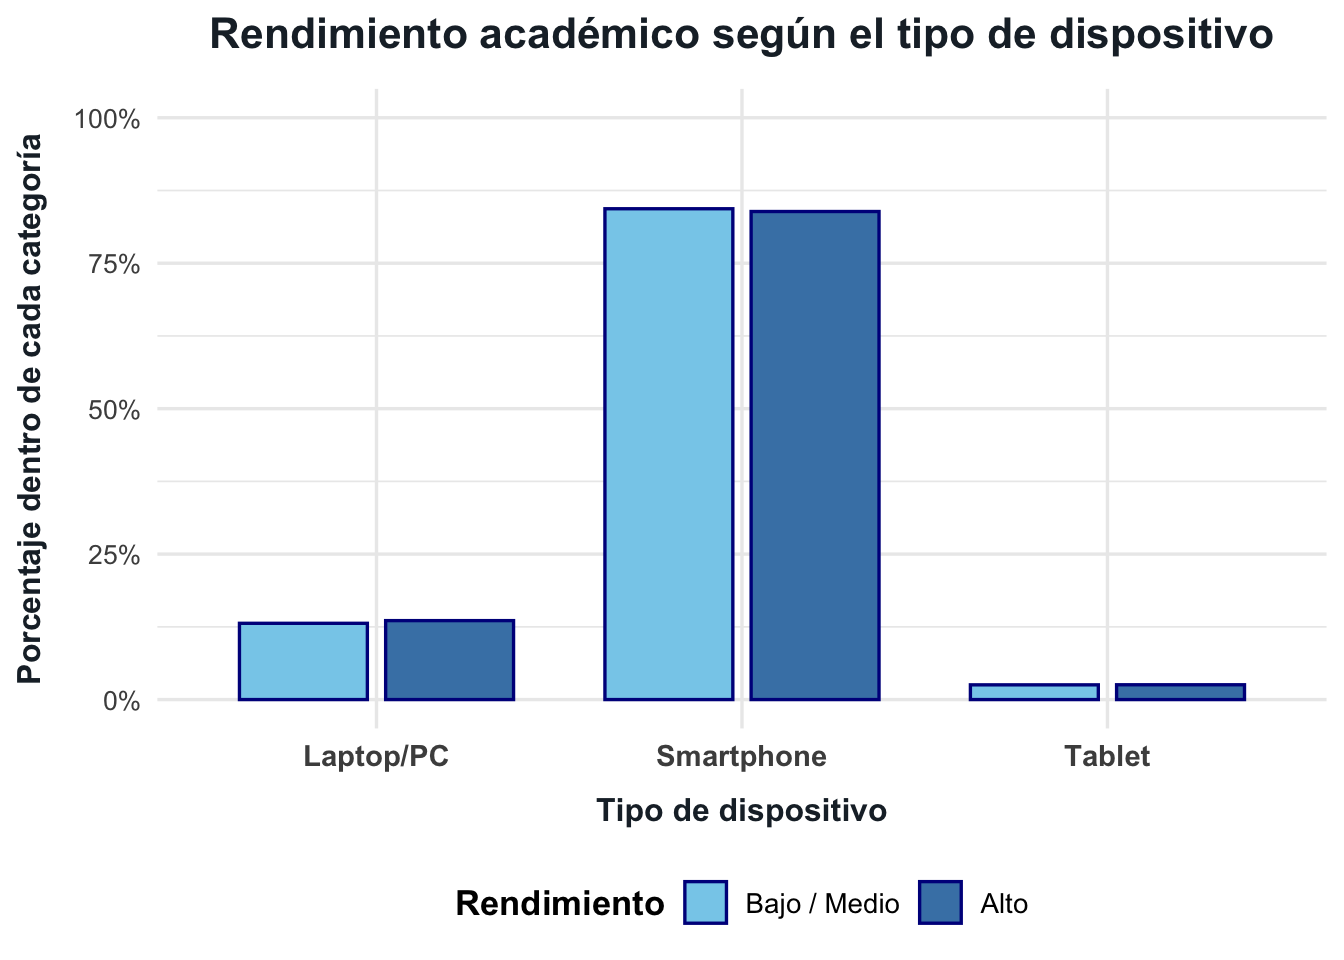 Rendimiento académico según el tipo de dispositivo
Porcentaje dentro de cada categoría
100%
75%
50%
25%
0%
Laptop/PC Smartphone Tablet
Tipo de dispositivo
Rendimiento Bajo / Medio Alto